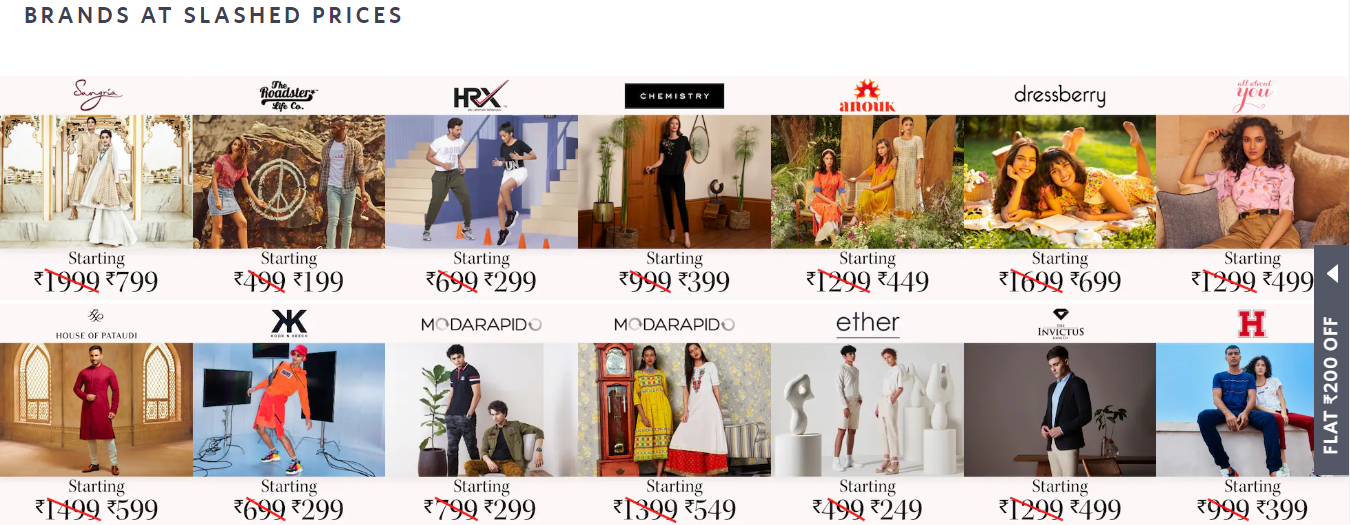 BRANDS AT SLASHED PRICES
Sangria
The Roadster Life Co.
HRX
CHEMISTRY
anouk
dressberry
all about you
Starting
₹1999 ₹799
Starting
₹499 ₹199
Starting
₹699 ₹299
Starting
₹999 ₹399
Starting
₹1299 ₹449
Starting
₹1699 ₹699
Starting
₹1299 ₹499
HOUSE OF PATAUDI
HOOK N BEECH
MODARAPIDO
MODARAPIDO
ether
INVICTUS
H
Starting
₹1499 ₹599
Starting
₹699 ₹299
Starting
₹799 ₹299
Starting
₹1399 ₹549
Starting
₹499 ₹249
Starting
₹1299 ₹499
Starting
₹999 ₹399
FLAT ₹200 OFF